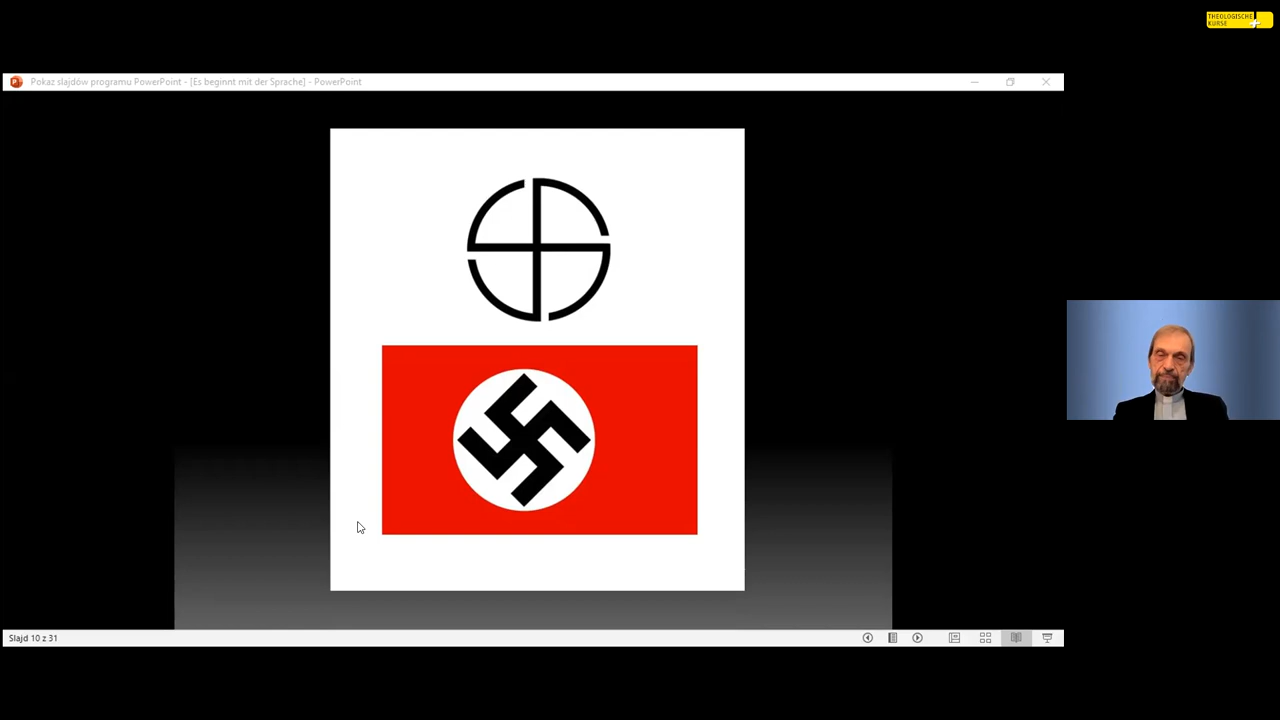 THEOLOGISCHE
KURSE
Pokaz slajdów programu PowerPoint - [Es beginnt mit der Sprache] - PowerPoint
Slajd 10 z 31